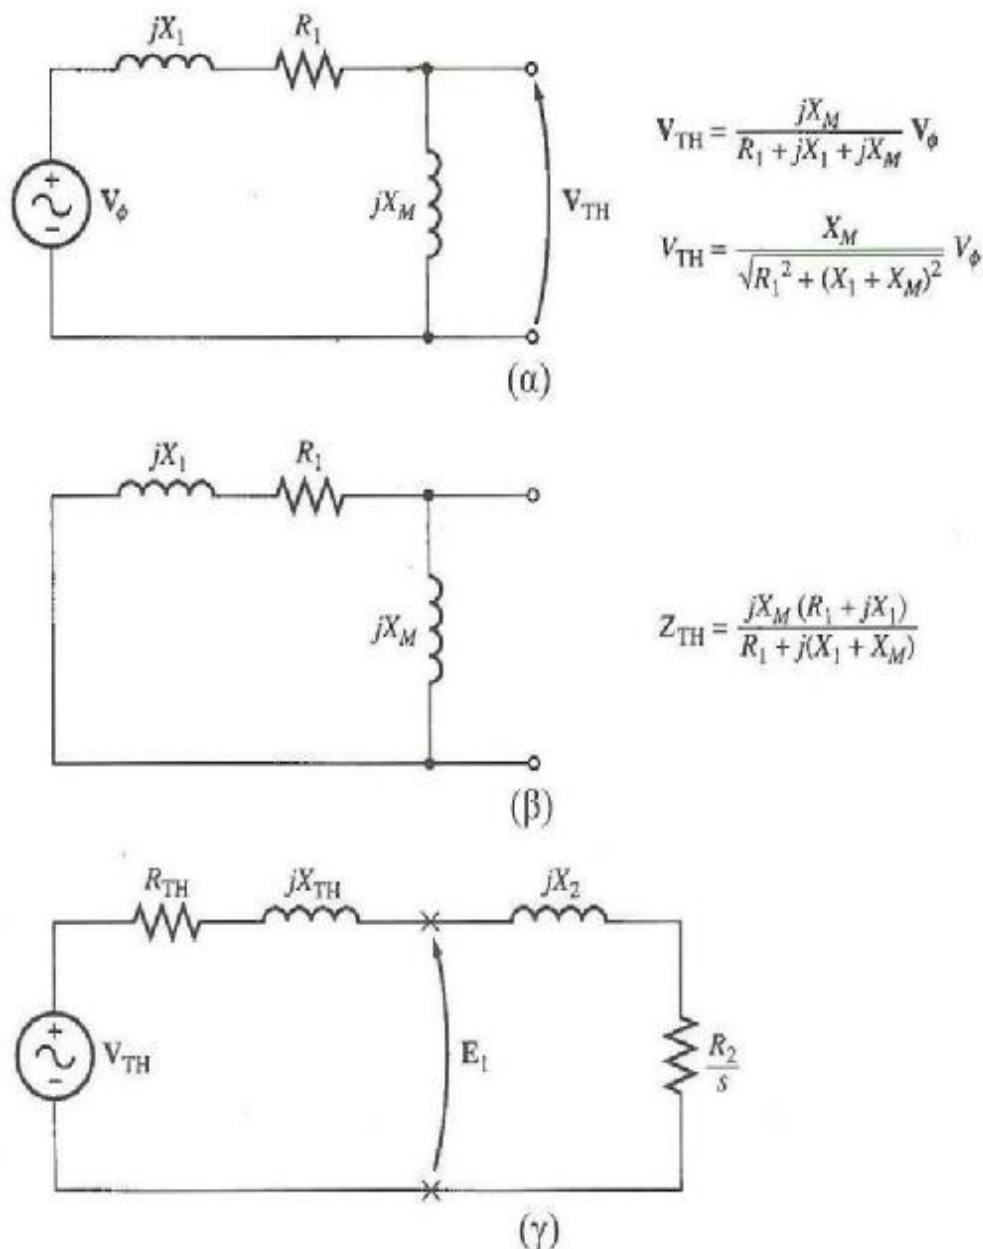 jX₁ R₁
V_TH = jX_M / (R₁ + jX₁ + jX_M) V_ϕ
+
V_ϕ
-
jX_M
V_TH
V_TH = X_M / √(R₁² + (X₁ + X_M)²) V_ϕ
(α)
jX₁ R₁
jX_M
Z_TH = jX_M (R₁ + jX₁) / (R₁ + j(X₁ + X_M))
(β)
R_TH jX_TH jX₂
+
V_TH
-
E₁
R₂ / s
(γ)